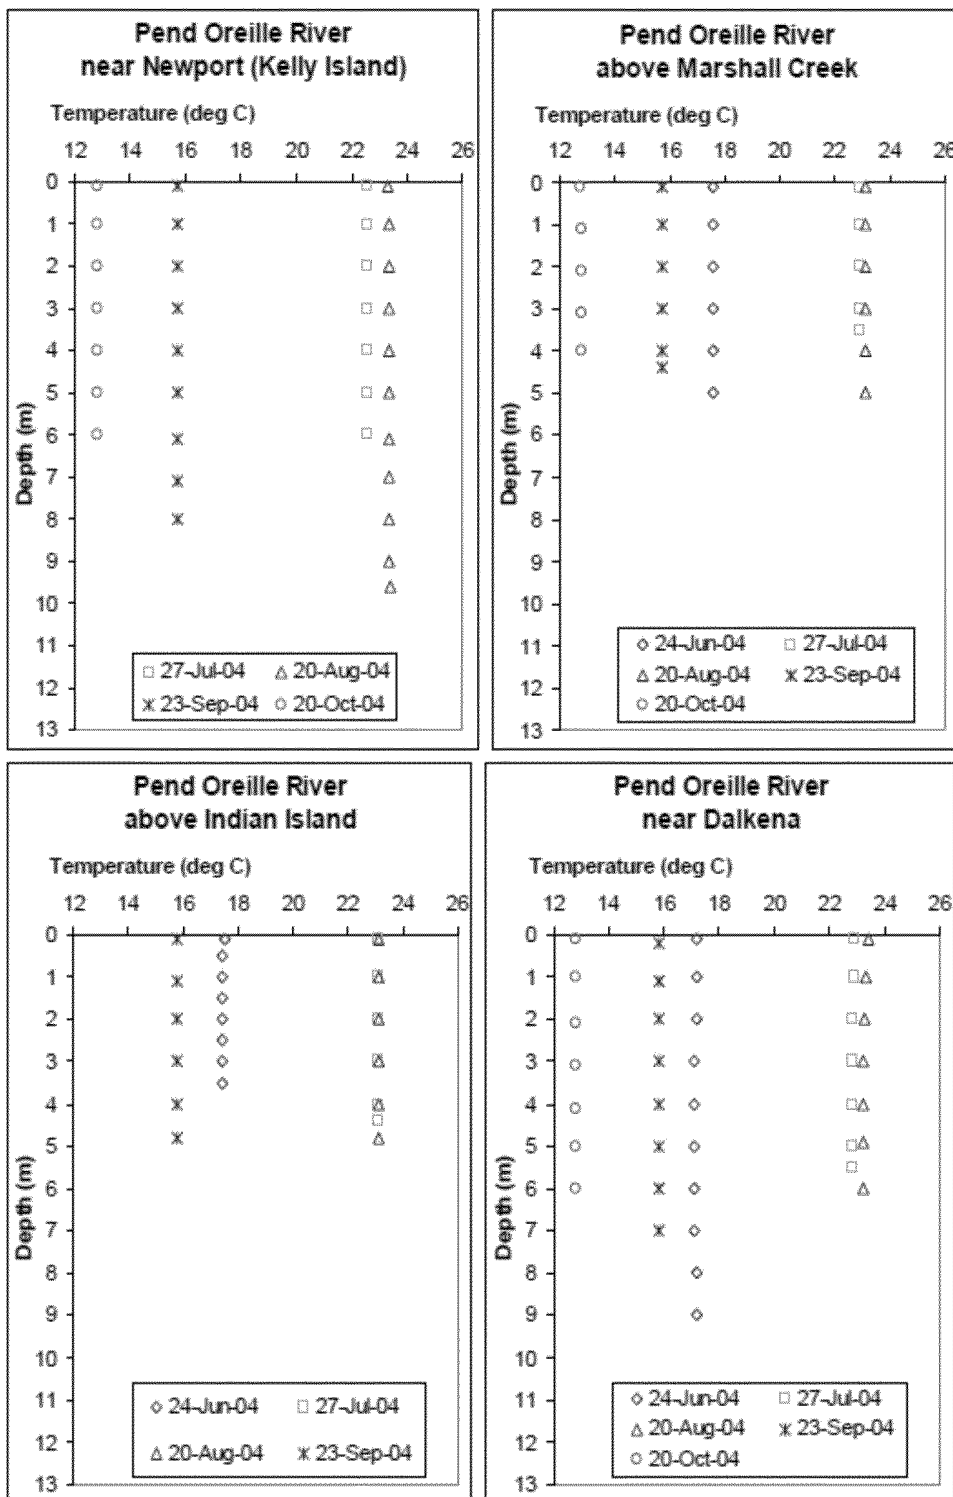 Pend Oreille River
near Newport (Kelly Island)
Temperature (deg C)
12 14 16 18 20 22 24 26
0
1
2
3
4
5
6
7
8
9
10
11
12
13
Depth (m)
27-Jul-04 20-Aug-04
23-Sep-04 20-Oct-04
Pend Oreille River
above Marshall Creek
Temperature (deg C)
12 14 16 18 20 22 24 26
0
1
2
3
4
5
6
7
8
9
10
11
12
13
Depth (m)
24-Jun-04 27-Jul-04
20-Aug-04 23-Sep-04
20-Oct-04
Pend Oreille River
above Indian Island
Temperature (deg C)
12 14 16 18 20 22 24 26
0
1
2
3
4
5
6
7
8
9
10
11
12
13
Depth (m)
24-Jun-04 27-Jul-04
20-Aug-04 23-Sep-04
Pend Oreille River
near Dalkena
Temperature (deg C)
12 14 16 18 20 22 24 26
0
1
2
3
4
5
6
7
8
9
10
11
12
13
Depth (m)
24-Jun-04 27-Jul-04
20-Aug-04 23-Sep-04
20-Oct-04